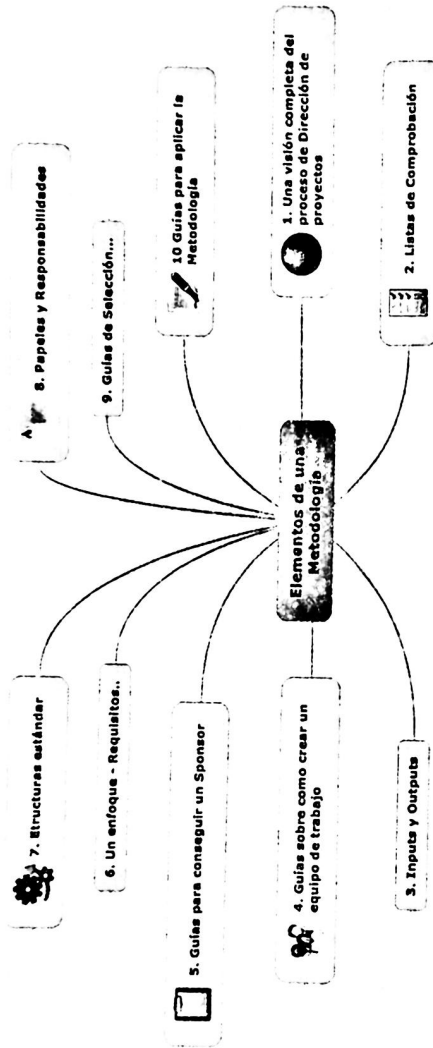 Elementos de una
Metodología
1. Una visión completa del
proceso de Dirección de
proyectos
2. Listas de Comprobación
3. Inputs y Outputs
4. Guías sobre como crear un
equipo de trabajo
5. Guías para conseguir un Sponsor
6. Un enfoque - Requisitos..
7. Etructuras estándar
8. Papeles y Responsabilidades
9. Guías de Selección...
10 Guías para aplicar la
Metodología